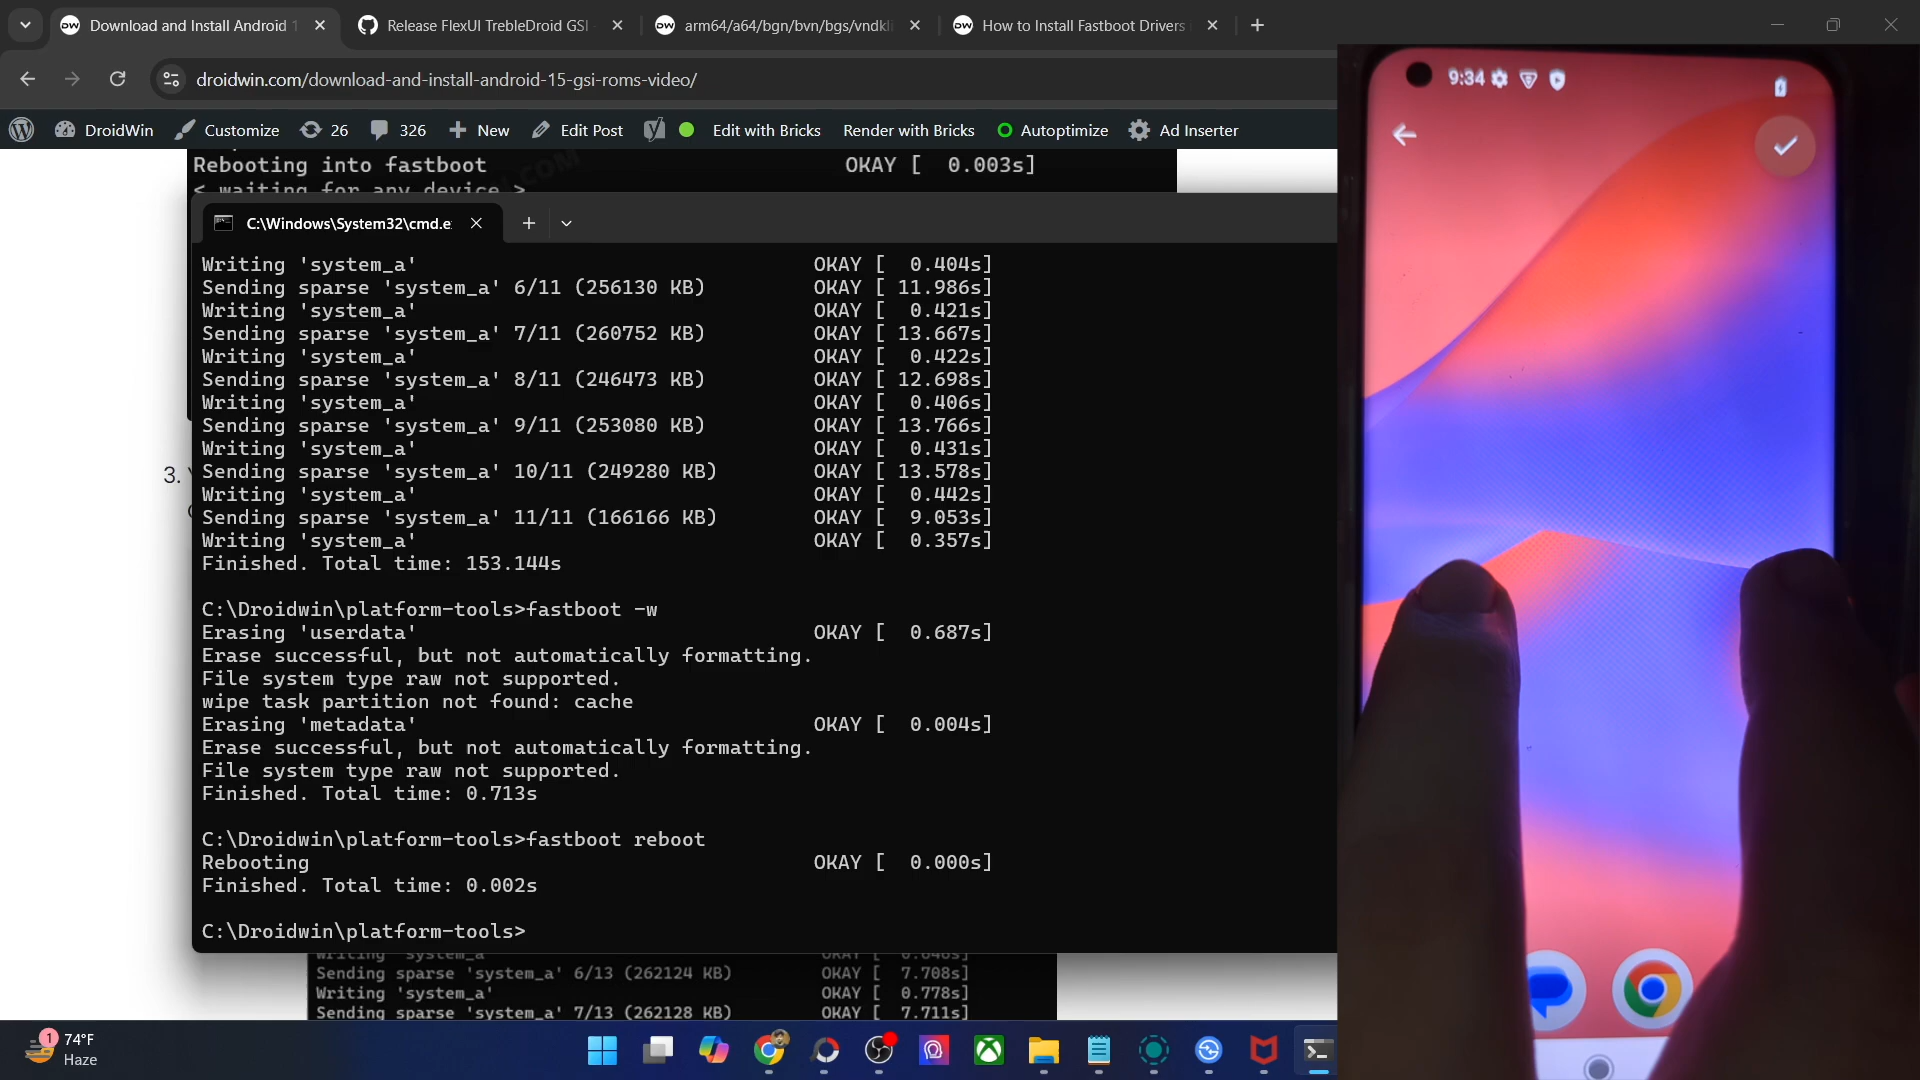 Download and Install Android 1
Release FlexUI TrebleDroid GSI
arm64/a64/bgn/bvn/bgs/vndkl
How to Install Fastboot Drivers
droidwin.com/download-and-install-android-15-gsi-roms-video/
DroidWin
Customize
26
326
New
Edit Post
Edit with Bricks
Render with Bricks
Autoptimize
Ad Inserter
Rebooting into fastboot OKAY [ 0.003s]
< waiting for any device >
C:\Windows\System32\cmd.e
Writing 'system_a' OKAY [ 0.404s]
Sending sparse 'system_a' 6/11 (256130 KB) OKAY [ 11.986s]
Writing 'system_a' OKAY [ 0.421s]
Sending sparse 'system_a' 7/11 (260752 KB) OKAY [ 13.667s]
Writing 'system_a' OKAY [ 0.422s]
Sending sparse 'system_a' 8/11 (246473 KB) OKAY [ 12.698s]
Writing 'system_a' OKAY [ 0.406s]
Sending sparse 'system_a' 9/11 (253080 KB) OKAY [ 13.766s]
Writing 'system_a' OKAY [ 0.431s]
Sending sparse 'system_a' 10/11 (249280 KB) OKAY [ 13.578s]
Writing 'system_a' OKAY [ 0.442s]
Sending sparse 'system_a' 11/11 (166166 KB) OKAY [ 9.053s]
Writing 'system_a' OKAY [ 0.357s]
Finished. Total time: 153.144s
C:\Droidwin\platform-tools>fastboot -w
Erasing 'userdata' OKAY [ 0.687s]
Erase successful, but not automatically formatting.
File system type raw not supported.
wipe task partition not found: cache
Erasing 'metadata' OKAY [ 0.004s]
Erase successful, but not automatically formatting.
File system type raw not supported.
Finished. Total time: 0.713s
C:\Droidwin\platform-tools>fastboot reboot
Rebooting OKAY [ 0.000s]
Finished. Total time: 0.002s
C:\Droidwin\platform-tools>
3.
Writing 'system_a' OKAY [ 0.648s]
Sending sparse 'system_a' 6/13 (262124 KB) OKAY [ 7.708s]
Writing 'system_a' OKAY [ 0.778s]
Sending sparse 'system_a' 7/13 (262128 KB) OKAY [ 7.711s]
9:34
1
74°F
Haze